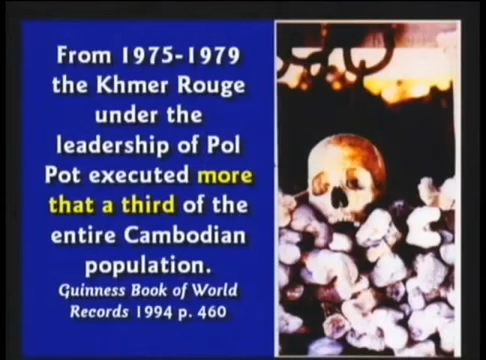 From 1975-1979
the Khmer Rouge
under the
leadership of Pol
Pot executed more
that a third of the
entire Cambodian
population.
Guinness Book of World
Records 1994 p. 460